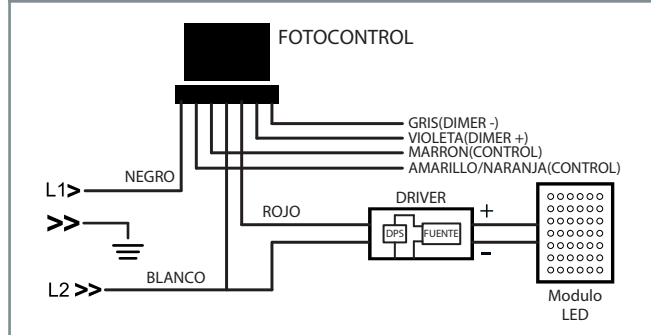 FOTOCONTROL
GRIS(DIMER -)
VIOLETA(DIMER +)
MARRON(CONTROL)
AMARILLO/NARANJA(CONTROL)
NEGRO
L1>
>>
ROJO
DRIVER
DPS
FUENTE
+
-
BLANCO
L2 >>
Modulo
LED